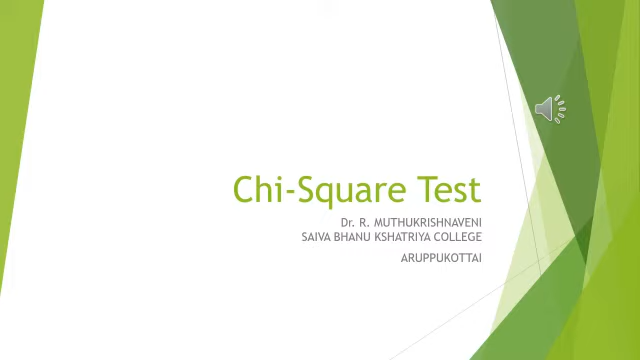 Chi-Square Test
Dr. R. MUTHUKRISHNAVENI
SAIVA BHANU KSHATRIYA COLLEGE
ARUPPUKOTTAI